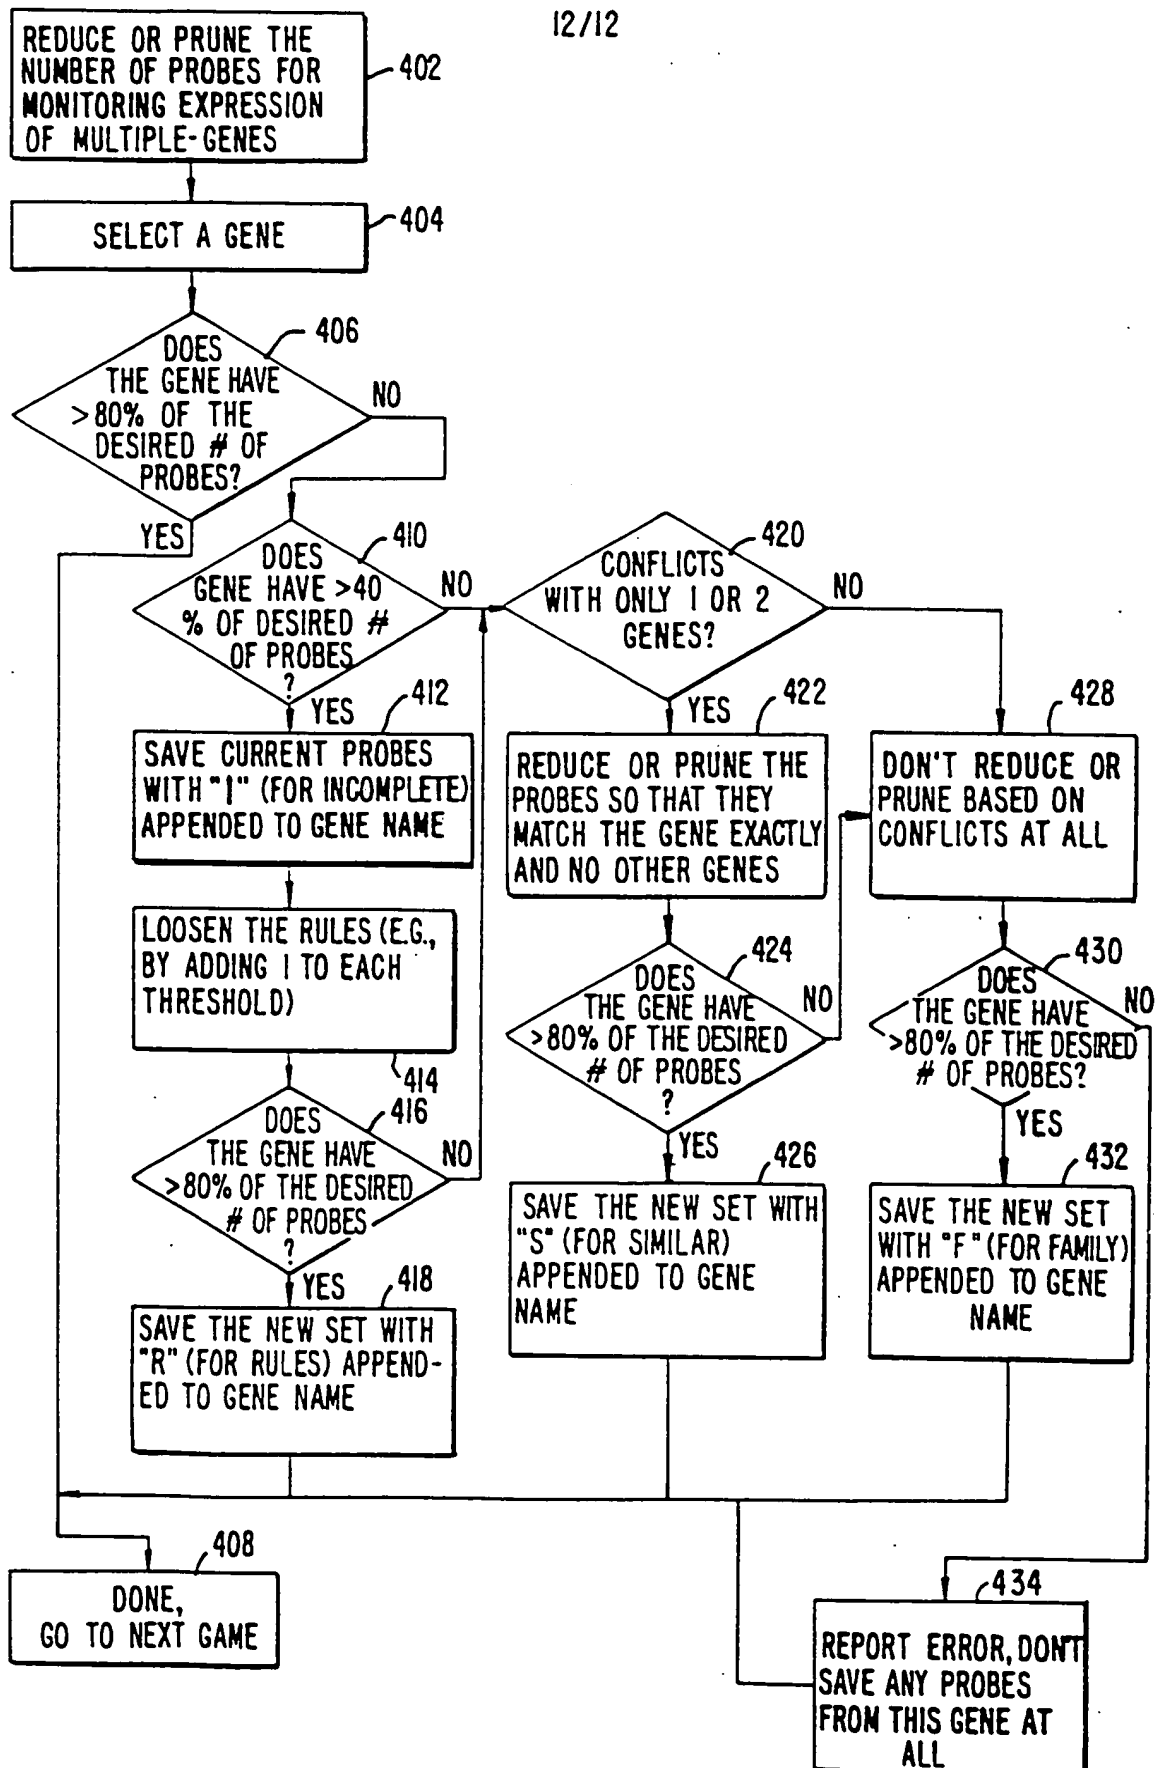 12/12
REDUCE OR PRUNE THE
NUMBER OF PROBES FOR
MONITORING EXPRESSION
OF MULTIPLE-GENES
402
SELECT A GENE
404
406
DOES
THE GENE HAVE
>80% OF THE
DESIRED # OF
PROBES?
NO
YES
410
DOES
GENE HAVE >40
% OF DESIRED #
OF PROBES
?
NO
YES
412
SAVE CURRENT PROBES
WITH "I" (FOR INCOMPLETE)
APPENDED TO GENE NAME
LOOSEN THE RULES (E.G.,
BY ADDING 1 TO EACH
THRESHOLD)
414
416
DOES
THE GENE HAVE
>80% OF THE DESIRED
# OF PROBES
?
NO
YES
418
SAVE THE NEW SET WITH
"R" (FOR RULES) APPEND-
ED TO GENE NAME
420
CONFLICTS
WITH ONLY 1 OR 2
GENES?
NO
YES
422
REDUCE OR PRUNE THE
PROBES SO THAT THEY
MATCH THE GENE EXACTLY
AND NO OTHER GENES
424
DOES
THE GENE HAVE
>80% OF THE DESIRED
# OF PROBES
?
NO
YES
426
SAVE THE NEW SET WITH
"S" (FOR SIMILAR)
APPENDED TO GENE
NAME
428
DON'T REDUCE OR
PRUNE BASED ON
CONFLICTS AT ALL
430
DOES
THE GENE HAVE
>80% OF THE DESIRED
# OF PROBES?
NO
YES
432
SAVE THE NEW SET
WITH "F" (FOR FAMILY)
APPENDED TO GENE
NAME
408
DONE,
GO TO NEXT GAME
434
REPORT ERROR, DON'T
SAVE ANY PROBES
FROM THIS GENE AT
ALL